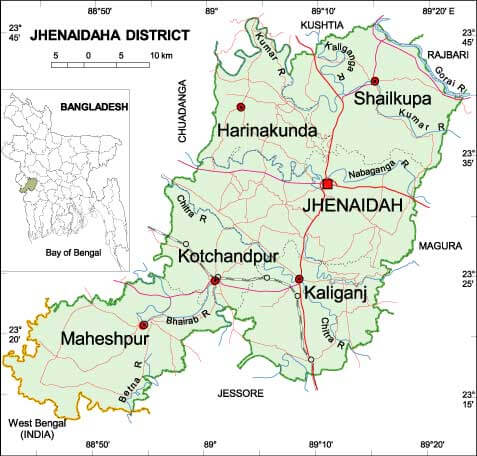 88°50'
89°
89°10'
89°20' E
KUSHTIA
23°
45'
JHENAIDAHA DISTRICT
5 0 5 10 km
Kumar R
Kaliganga R
23°
45'
RAJBARI
Gorai R
BANGLADESH
CHUADANGA
Shailkupa
Harinakunda
Kumar R
23°
35'
Nabaganga R
JHENAIDAH
Chitra R
Bay of Bengal
MAGURA
Kotchandpur
Kaliganj
23°
25'
23°
20'
Maheshpur
Bhairab R
Chitra R
Betna R
JESSORE
23°
15'
West Bengal
(INDIA)
88°50'
89°
89°10'
89°20'